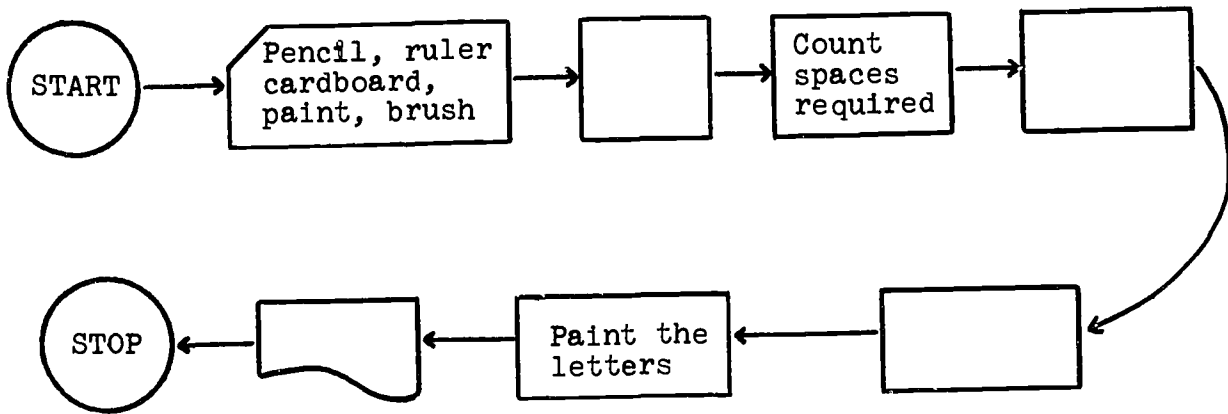 START
Pencil, ruler
cardboard,
paint, brush
Count
spaces
required
Paint the
letters
STOP